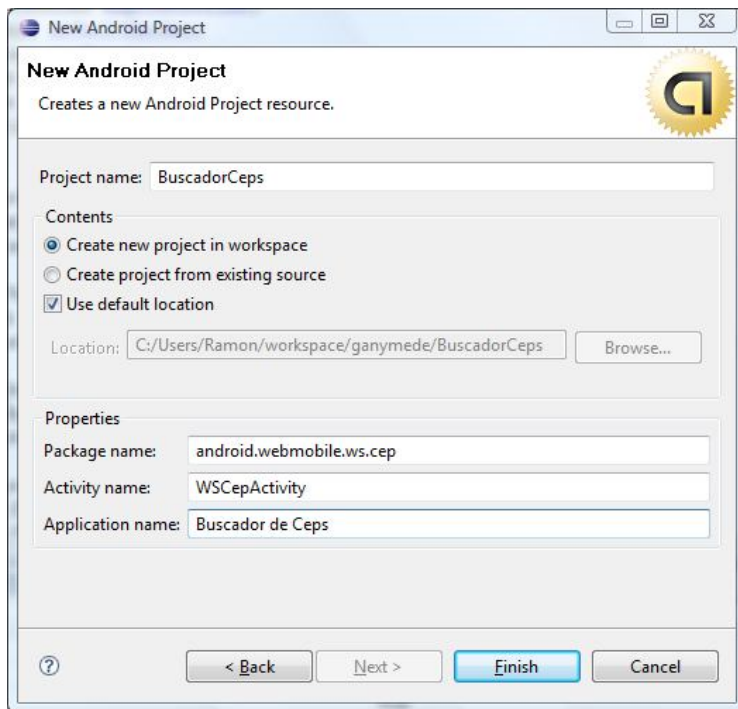 New Android Project
New Android Project
Creates a new Android Project resource.
Project name: BuscadorCeps
Contents
Create new project in workspace
Create project from existing source
Use default location
Location: C:/Users/Ramon/workspace/ganymede/BuscadorCeps Browse...
Properties
Package name: android.webmobile.ws.cep
Activity name: WSCepActivity
Application name: Buscador de Ceps
? < Back Next > Finish Cancel